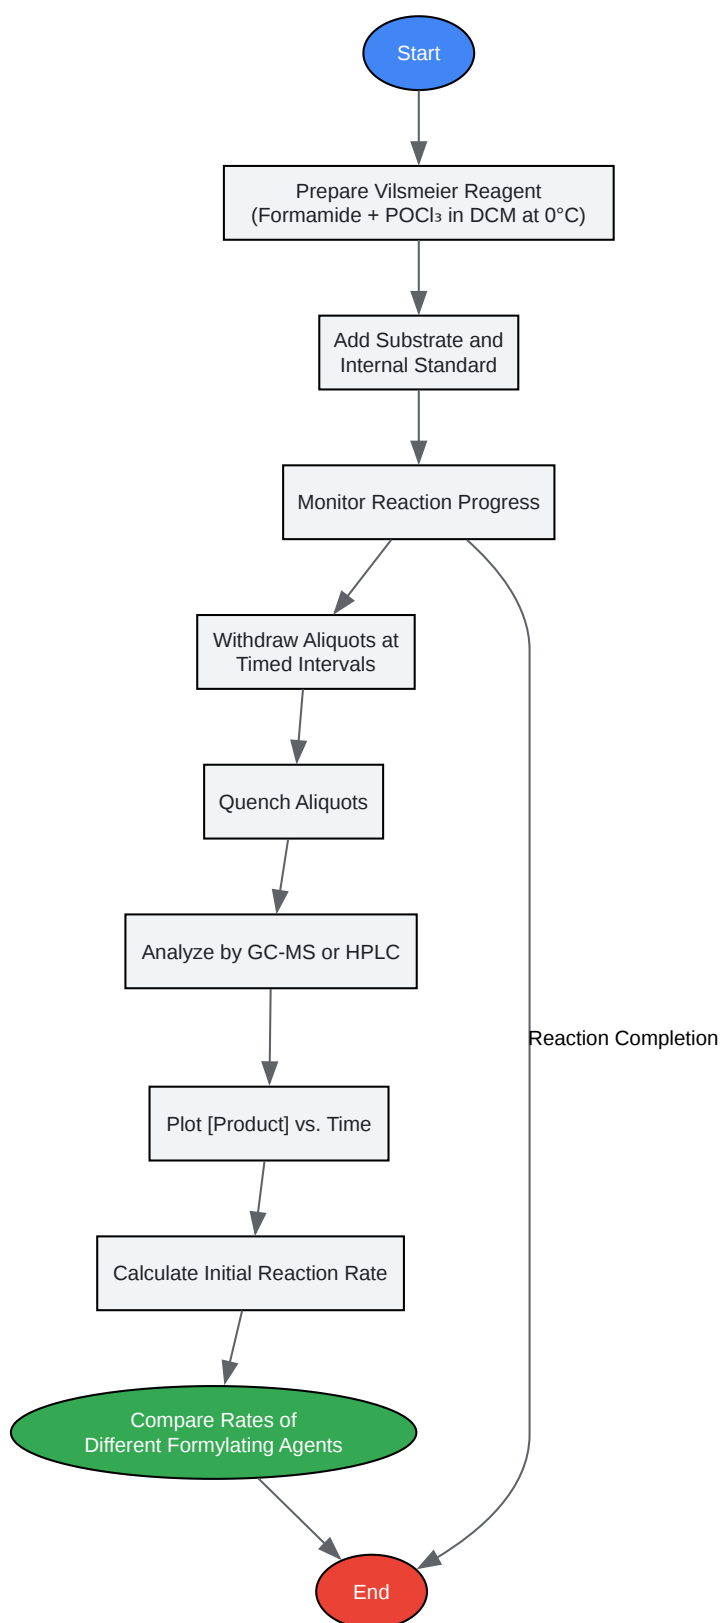 Start
Prepare Vilsmeier Reagent
(Formamide + POCl₃ in DCM at 0°C)
Add Substrate and
Internal Standard
Monitor Reaction Progress
Withdraw Aliquots at
Timed Intervals
Quench Aliquots
Analyze by GC-MS or HPLC
Reaction Completion
Plot [Product] vs. Time
Calculate Initial Reaction Rate
Compare Rates of
Different Formylating Agents
End